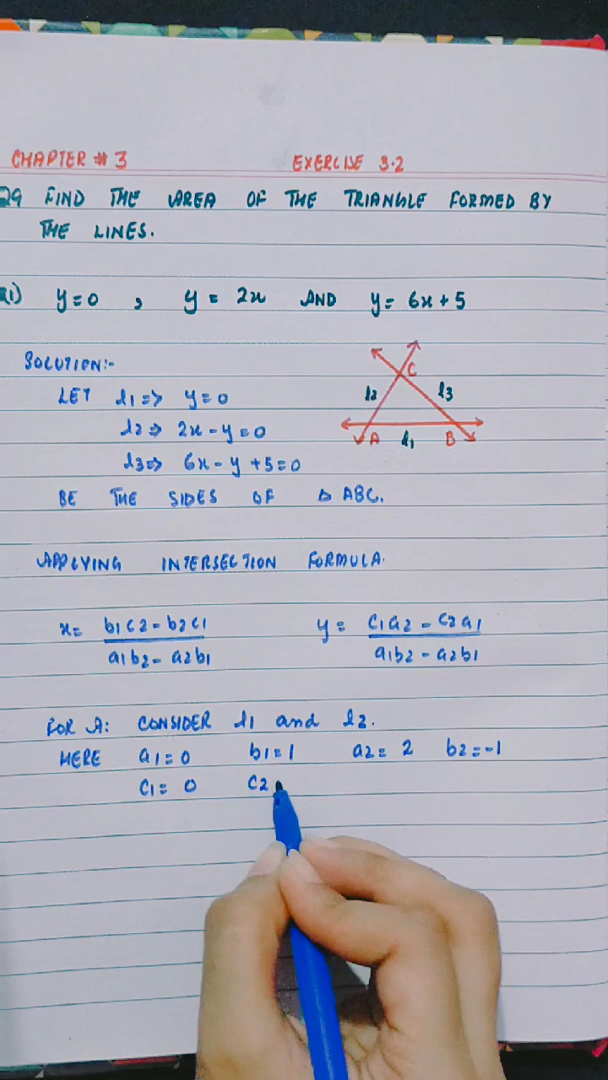 CHAPTER # 3 EXERCISE 3.2
Q9 FIND THE AREA OF THE TRIANGLE FORMED BY
THE LINES.
y=0 , y = 2x AND y= 6x+5
SOLUTION:-
LET l1=> y=0
l2=> 2x-y=0
l3=> 6x-y+5=0
C
l2 l3
A l1 B
BE THE SIDES OF △ ABC.
APPLYING INTERSECTION FORMULA.
x= b1c2-b2c1 / a1b2-a2b1 y= c1a2-c2a1 / a1b2-a2b1
FOR A: CONSIDER l1 and l2.
HERE a1=0 b1=1 a2=2 b2=-1
c1=0 c2